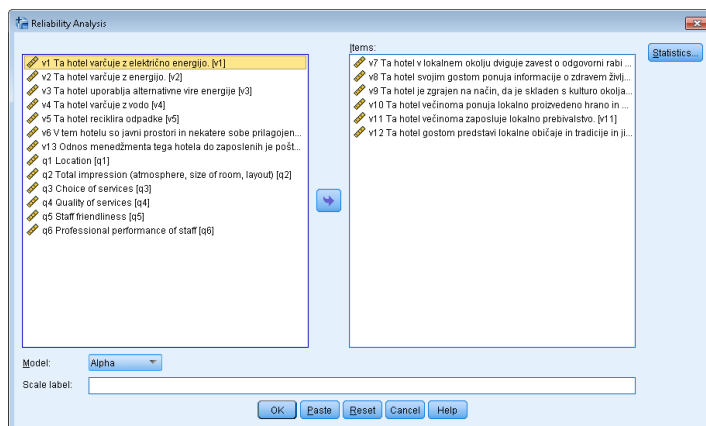 Reliability Analysis
v1 Ta hotel varčuje z električno energijo. [v1]
v2 Ta hotel varčuje z energijo. [v2]
v3 Ta hotel uporablja alternativne vire energije [v3]
v4 Ta hotel varčuje z vodo [v4]
v5 Ta hotel reciklira odpadke [v5]
v6 V tem hotelu so javni prostori in nekatere sobe prilagojen...
v13 Odnos menedžmenta tega hotela do zaposlenih je pošt...
q1 Location [q1]
q2 Total impression (atmosphere, size of room, layout) [q2]
q3 Choice of services [q3]
q4 Quality of services [q4]
q5 Staff friendliness [q5]
q6 Professional performance of staff [q6]
Items:
v7 Ta hotel v lokalnem okolju dviguje zavest o odgovorni rabi ...
v8 Ta hotel svojim gostom ponuja informacije o zdravem življ...
v9 Ta hotel je zgrajen na način, da je skladen s kulturo okolja...
v10 Ta hotel večinoma ponuja lokalno proizvedeno hrano in ...
v11 Ta hotel večinoma zaposluje lokalno prebivalstvo. [v11]
v12 Ta hotel gostom predstavi lokalne običaje in tradicije in ji...
Statistics...
Model: Alpha
Scale label:
OK Paste Reset Cancel Help